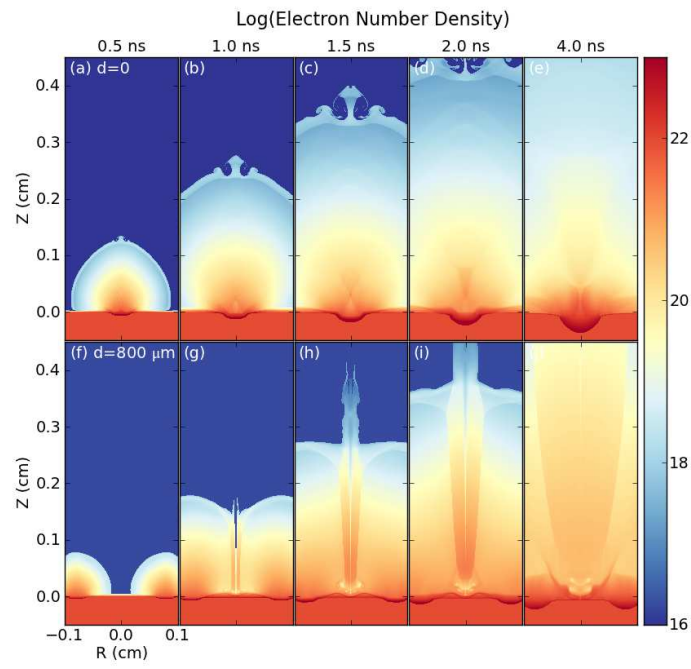 Log(Electron Number Density)
0.5 ns 1.0 ns 1.5 ns 2.0 ns 4.0 ns
(a) d=0 (b) (c) (d) (e)
0.4
0.3
0.2
0.1
0.0
Z (cm)
(f) d=800 μm (g) (h) (i)
0.4
0.3
0.2
0.1
0.0
Z (cm)
−0.1 0.0 0.1
R (cm)
22
20
18
16